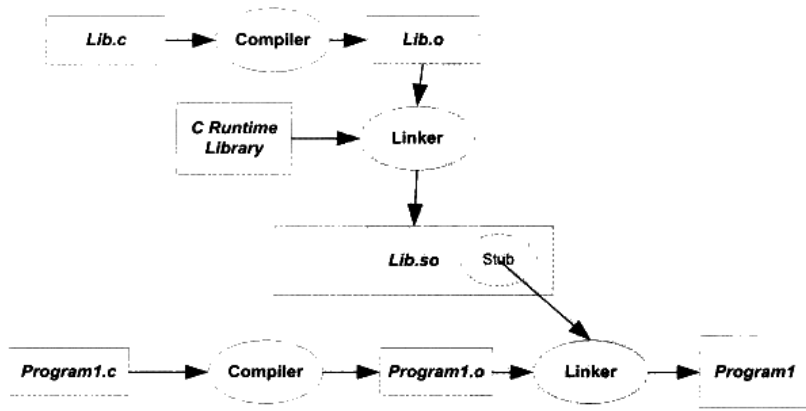 Lib.c
Compiler
Lib.o
C Runtime
Library
Linker
Lib.so
Stub
Program1.c
Compiler
Program1.o
Linker
Program1